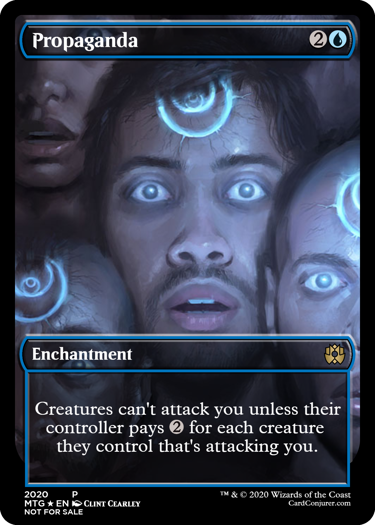 Propaganda 2
Enchantment
Creatures can't attack you unless their
controller pays 2 for each creature
they control that's attacking you.
2020 P
MTG ★ EN CLINT CEARLEY
NOT FOR SALE
™ & © 2020 Wizards of the Coast
CardConjurer.com